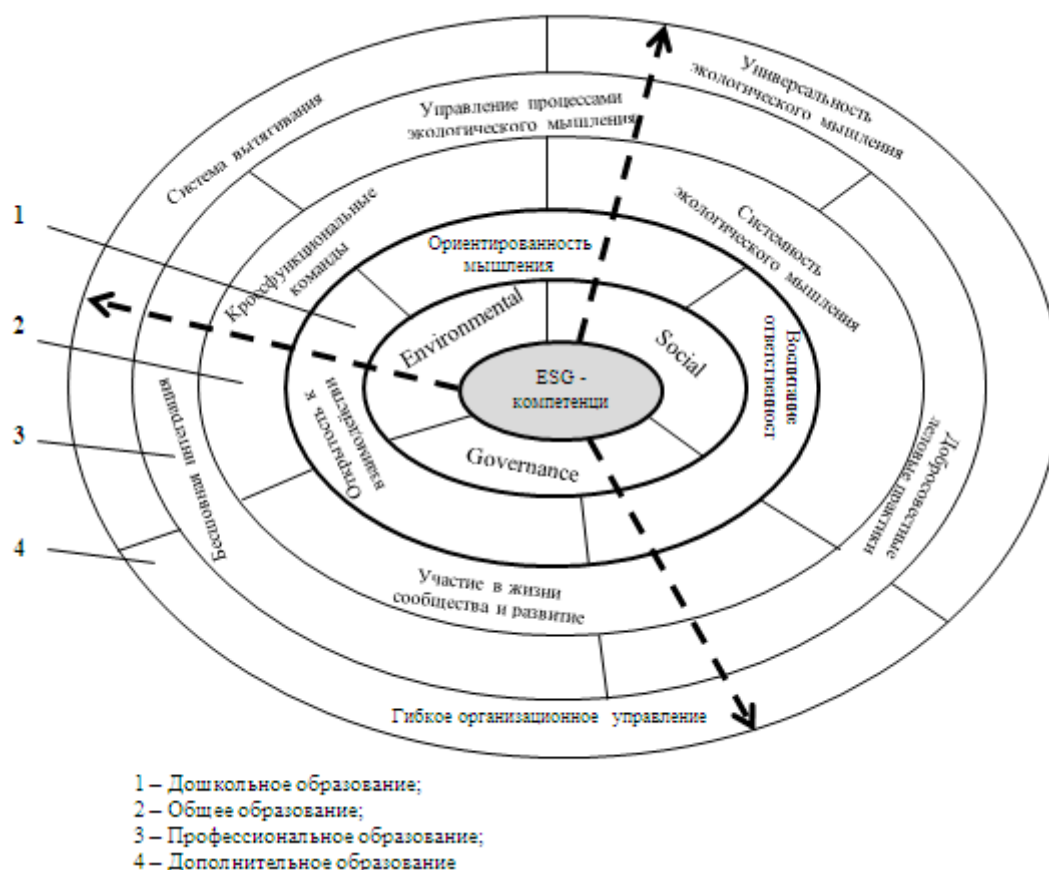 Универсальность
экологического мышления
Управление процессами
экологического мышления
Система вытягивания
1
Кроссфункциональные
команды
Ориентированность
мышления
Системность
экологического мышления
2
Environmental
Social
Воспитание
ответственност
ESG -
компетенци
3
Бесшовная интеграция
Открытость к
взаимодействи
Governance
Добросовестные
деловые практики
4
Участие в жизни
сообщества и развитие
Гибкое организационное управление
1 – Дошкольное образование;
2 – Общее образование;
3 – Профессиональное образование;
4 – Дополнительное образование